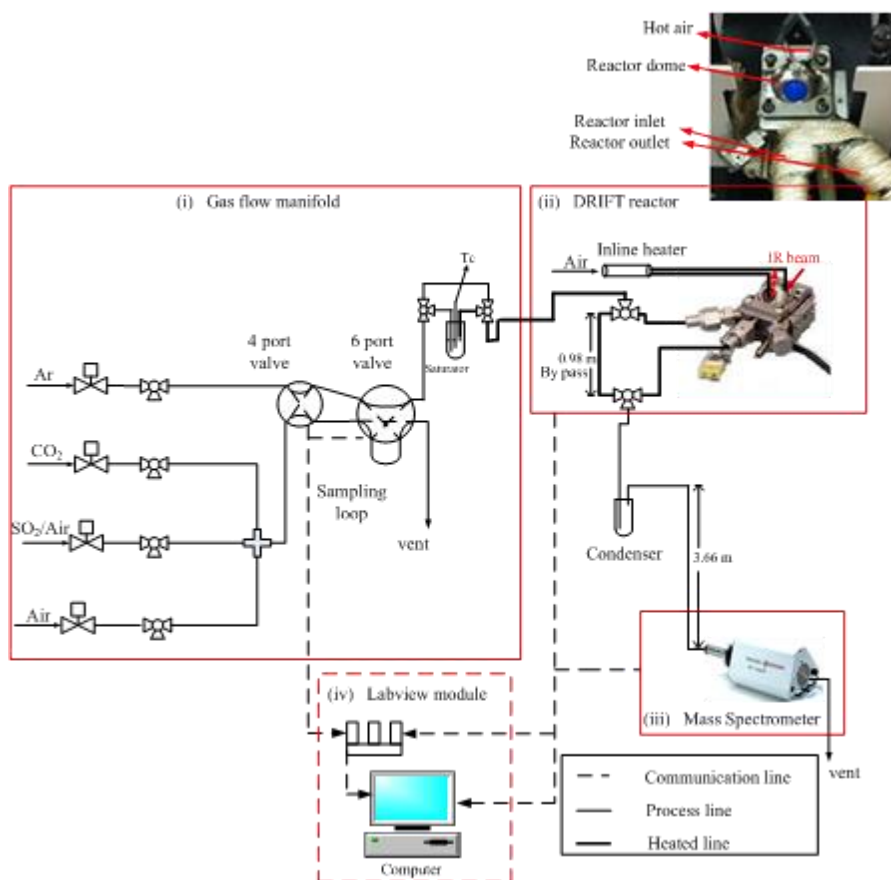 Hot air
Reactor dome
Reactor inlet
Reactor outlet
(i) Gas flow manifold
(ii) DRIFT reactor
Tc
Inline heater
IR beam
Air
4 port
valve
6 port
valve
Saturator
0.98 m
By pass
Ar
CO₂
SO₂/Air
Air
Sampling
loop
vent
Condenser
3.66 m
(iv) Labview module
(iii) Mass Spectrometer
vent
Computer
Communication line
Process line
Heated line